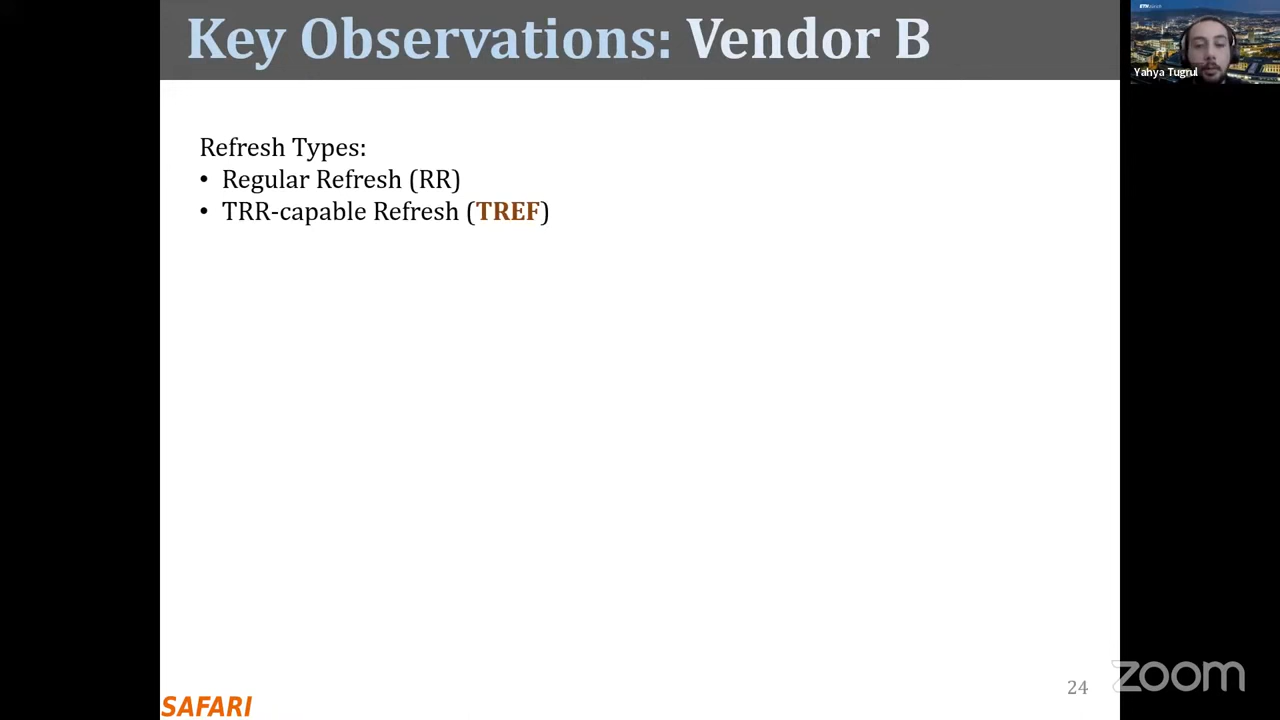 Key Observations: Vendor B
Yahya Tugrul
Refresh Types:
• Regular Refresh (RR)
• TRR-capable Refresh (TREF)
SAFARI
24
zoom